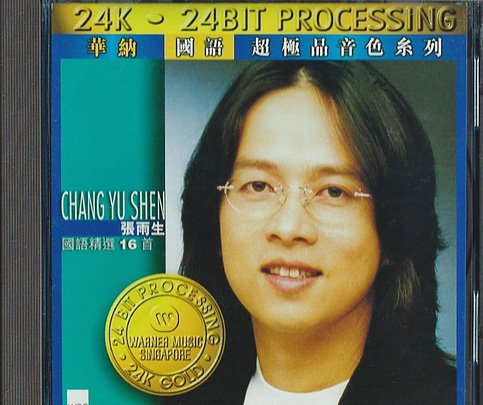 24K • 24BIT PROCESSING
華納 國語 超極品音色系列
CHANG YU SHEN
張雨生
國語精選 16 首
24 BIT PROCESSING
WARNER MUSIC
SINGAPORE
24K GOLD